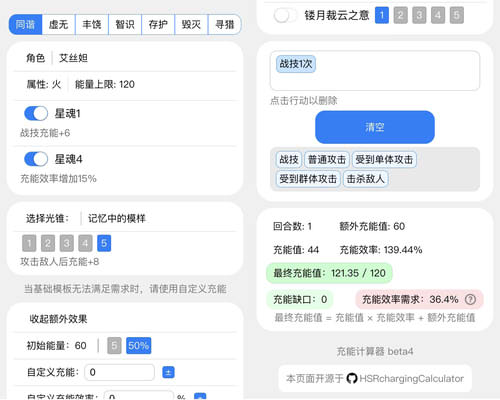 同谐 虚无 丰饶 智识 存护 毁灭 寻猎
角色 艾丝妲
属性: 火 能量上限: 120
星魂1
战技充能+6
星魂4
充能效率增加15%
选择光锥: 记忆中的模样
1 2 3 4 5
攻击敌人后充能+8
当基础模板无法满足需求时，请使用自定义充能
收起额外效果
初始能量: 60 5 50%
自定义充能: 0 ±
自定义充能效率: 0 % ±
镂月裁云之意 1 2 3 4 5
战技1次
点击行动以删除
清空
战技 普通攻击 受到单体攻击
受到群体攻击 击杀敌人
回合数: 1 额外充能值: 60
充能值: 44 充能效率: 139.44%
最终充能值: 121.35 / 120
充能缺口: 0 充能效率需求: 36.4% ?
最终充能值 = 充能值 × 充能效率 + 额外充能值
充能计算器 beta4
本页面开源于 HSRchargingCalculator